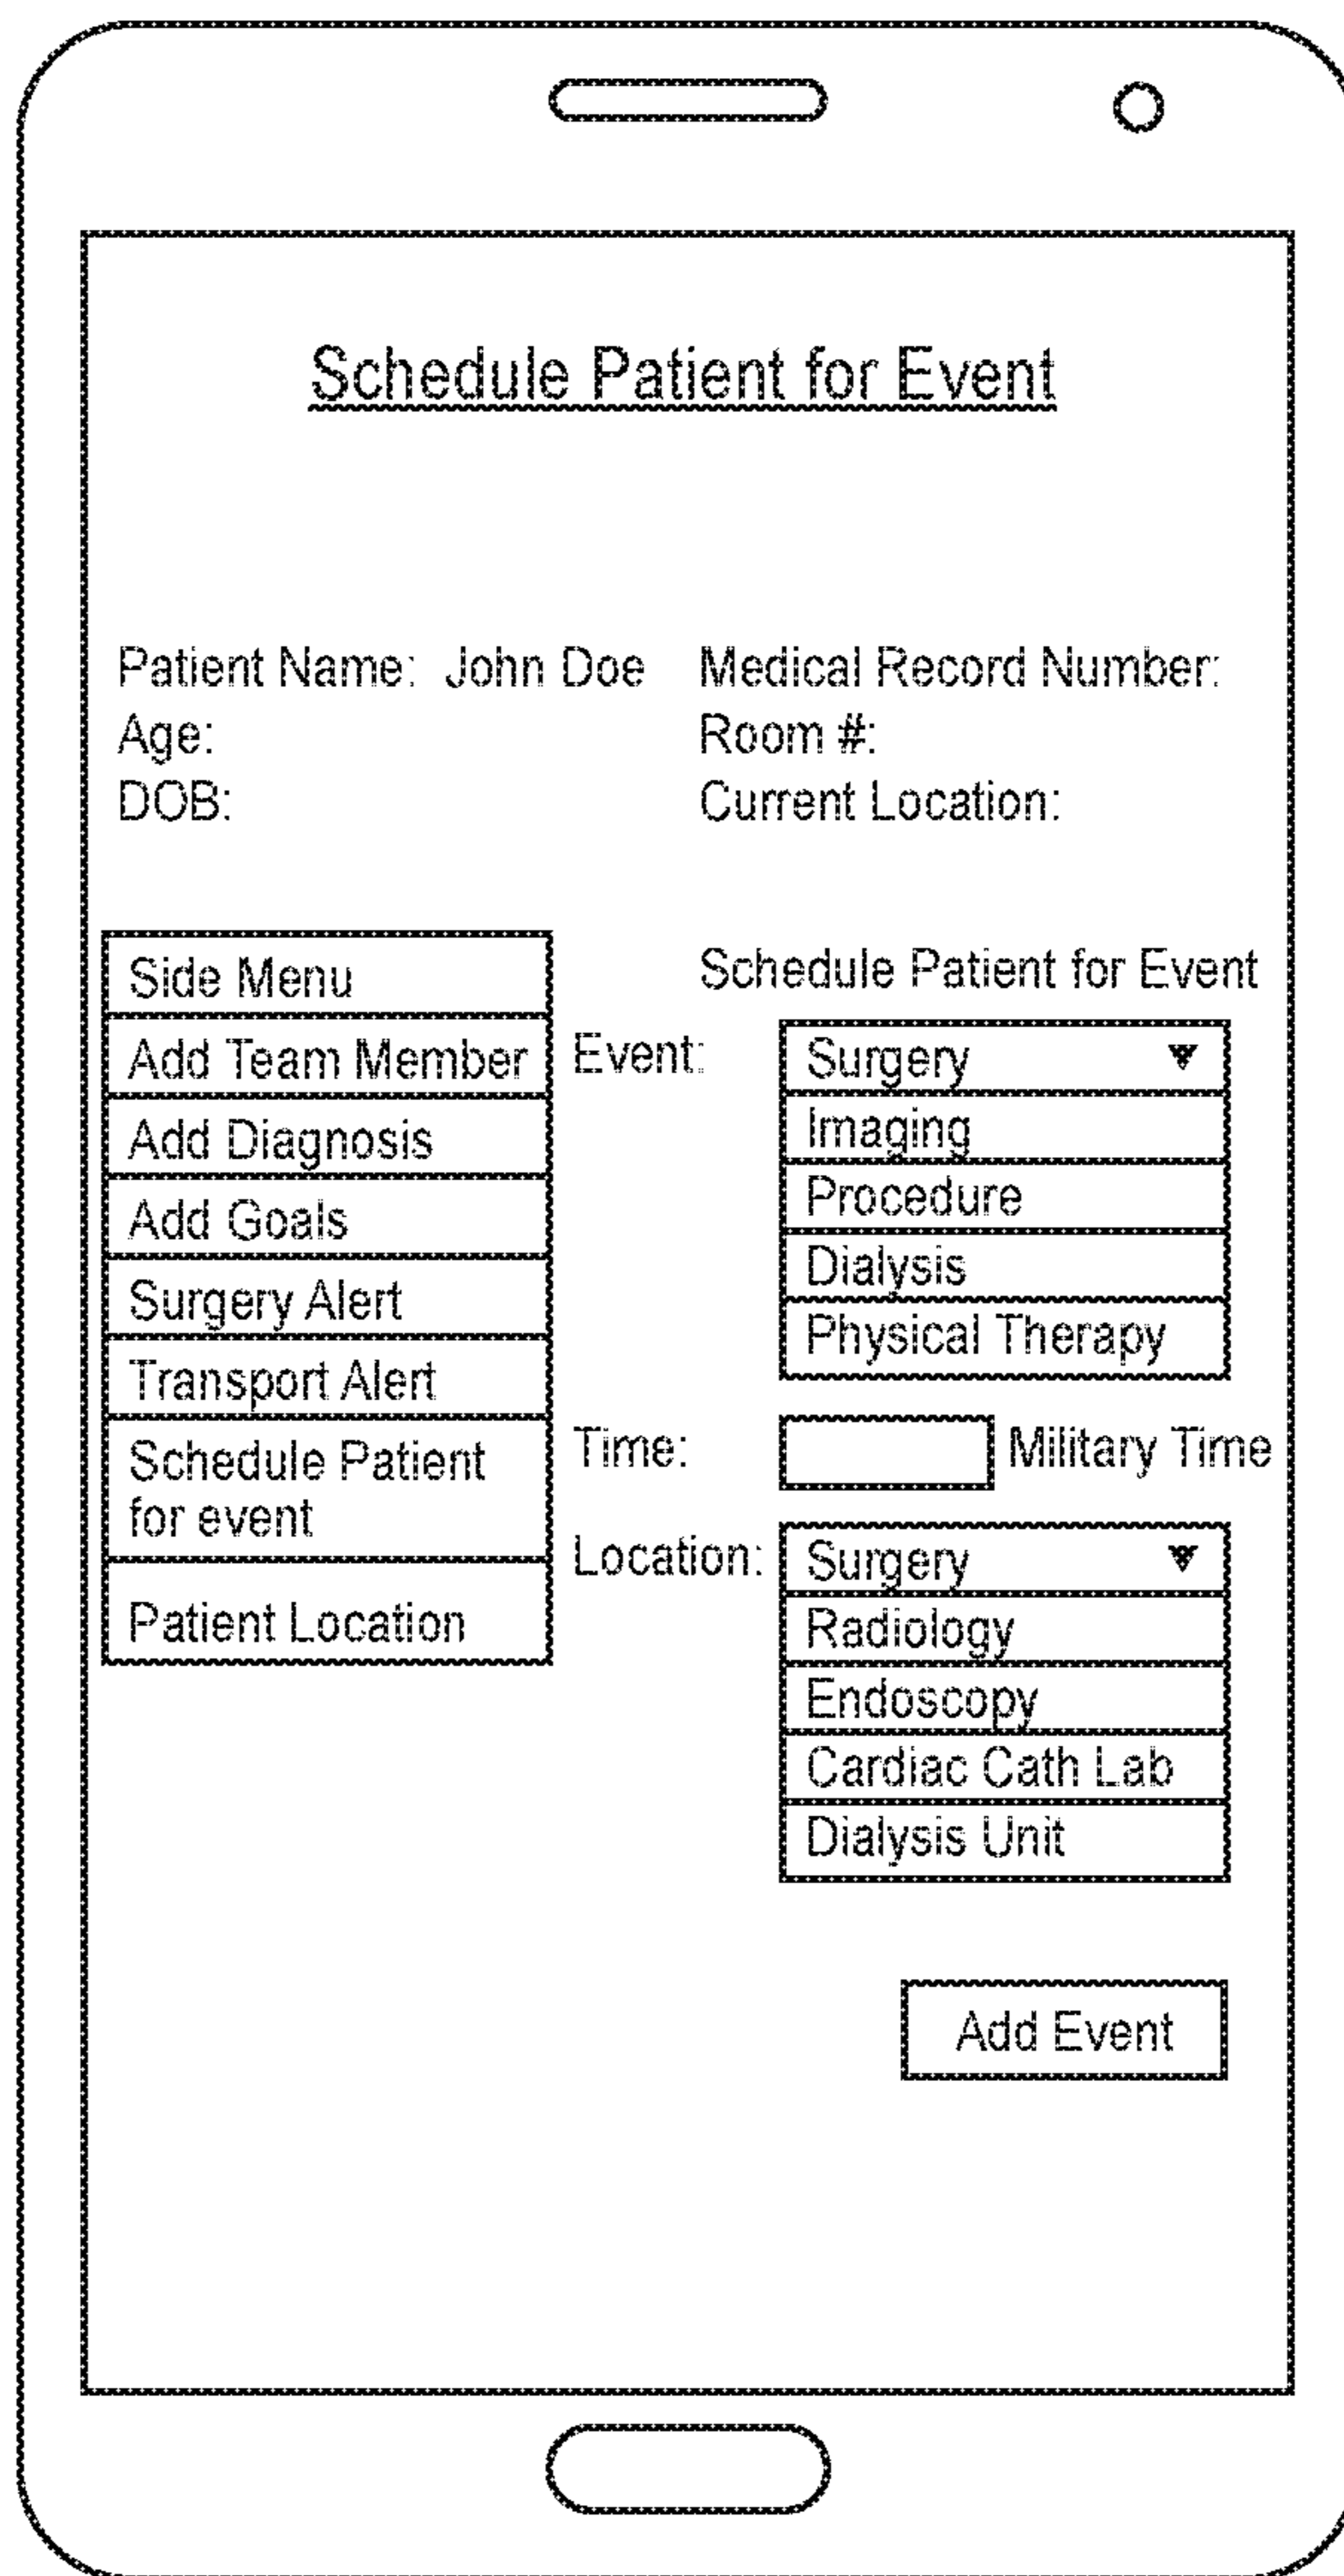 Schedule Patient for Event
Patient Name: John Doe
Age:
DOB:
Medical Record Number:
Room #:
Current Location:
Side Menu
Add Team Member
Add Diagnosis
Add Goals
Surgery Alert
Transport Alert
Schedule Patient
for event
Patient Location
Schedule Patient for Event
Event:
Surgery
Imaging
Procedure
Dialysis
Physical Therapy
Time:
Military Time
Location:
Surgery
Radiology
Endoscopy
Cardiac Cath Lab
Dialysis Unit
Add Event